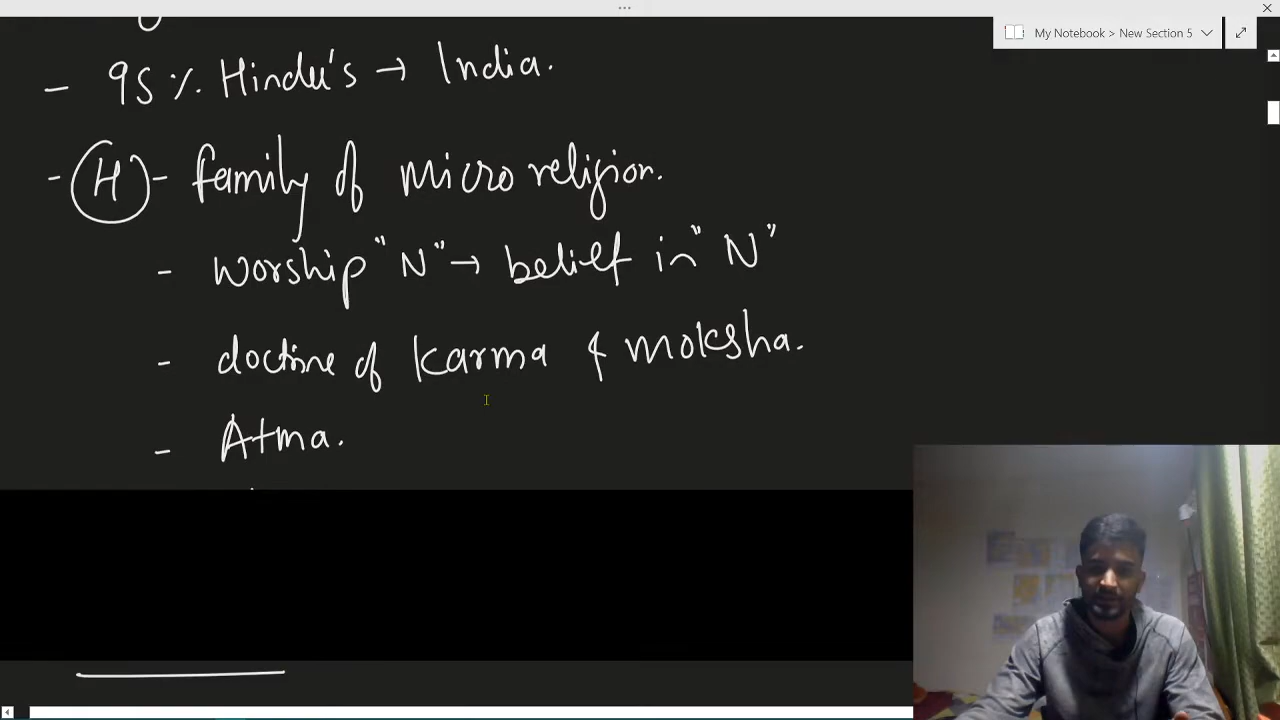 My Notebook > New Section 5
- 95 % Hindu's → India.
- H - family of micro religion.
- worship "N" → belief in "N"
- doctine of Karma & moksha.
- Atma.